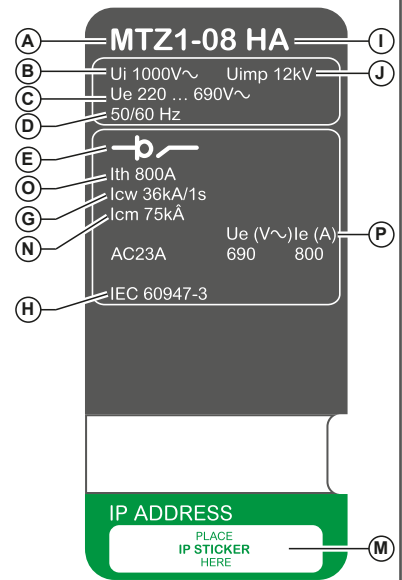 A MTZ1-08 HA I
B Ui 1000V∿ Uimp 12kV J
C Ue 220 ... 690V∿
D 50/60 Hz
E
O Ith 800A
G Icw 36kA/1s
N Icm 75kÂ
Ue (V∿) Ie (A) P
AC23A 690 800
H IEC 60947-3
IP ADDRESS
PLACE
IP STICKER M
HERE